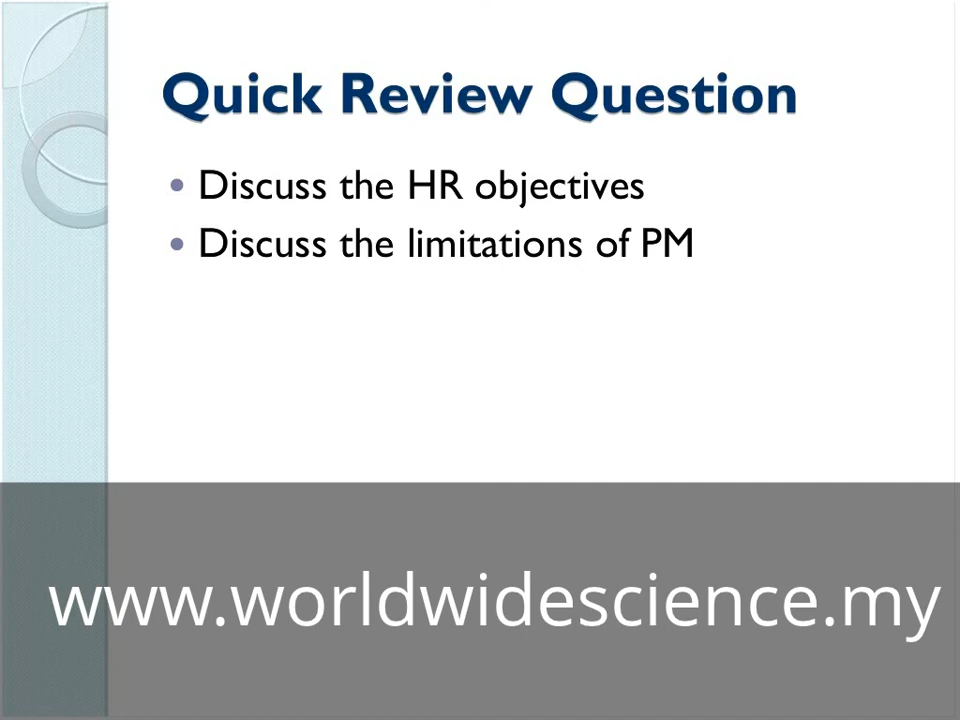 Quick Review Question
Discuss the HR objectives
Discuss the limitations of PM
www.worldwidescience.my